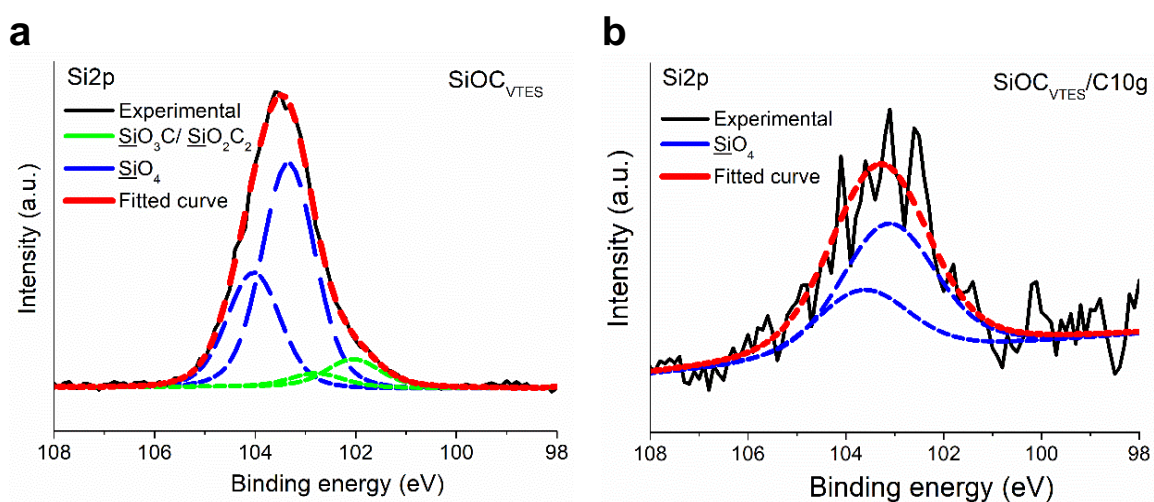 a
Si2p
SiOC_VTES
Experimental
SiO₃C/ SiO₂C₂
SiO₄
Fitted curve
Intensity (a.u.)
108 106 104 102 100 98
Binding energy (eV)
b
Si2p
SiOC_VTES/C10g
Experimental
SiO₄
Fitted curve
Intensity (a.u.)
108 106 104 102 100 98
Binding energy (eV)